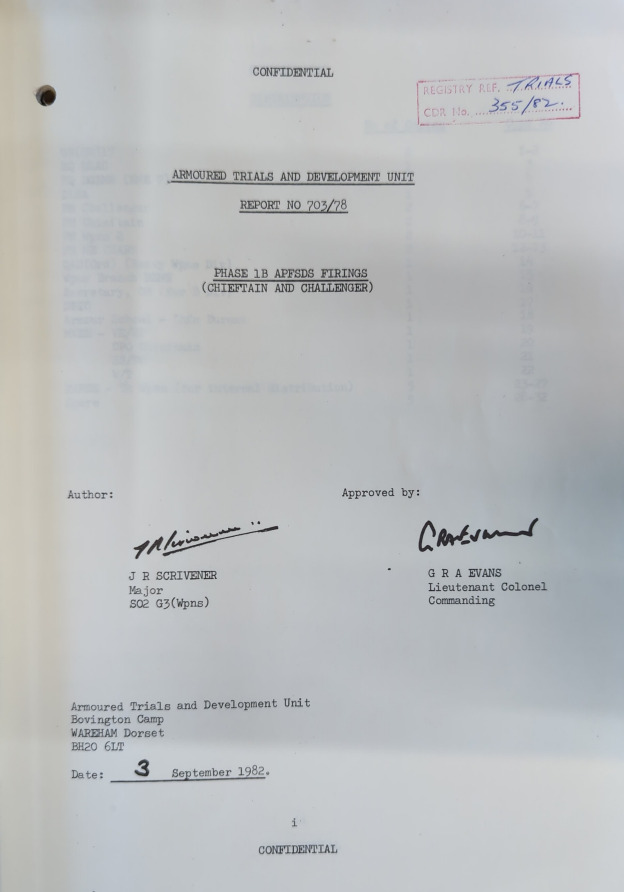 CONFIDENTIAL
REGISTRY REF. TRIALS
CDR No. 355/82.
ARMOURED TRIALS AND DEVELOPMENT UNIT
REPORT NO 703/78
PHASE 1B APFSDS FIRINGS
(CHIEFTAIN AND CHALLENGER)
Author:
Approved by:
J R SCRIVENER
Major
SO2 G3(Wpns)
G R A EVANS
Lieutenant Colonel
Commanding
Armoured Trials and Development Unit
Bovington Camp
WAREHAM Dorset
BH20 6LT
Date: 3 September 1982.
i
CONFIDENTIAL